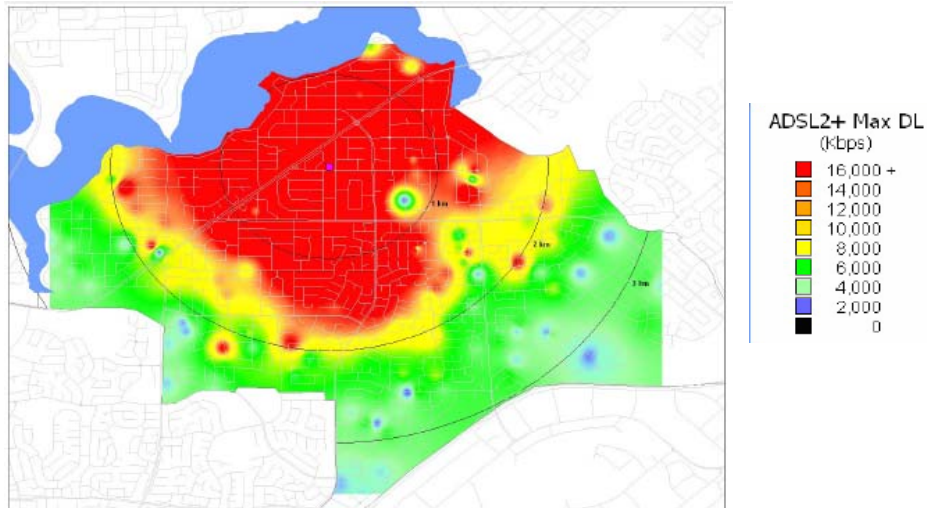 1 km
2 km
3 km
ADSL2+ Max DL
(Kbps)
16,000 +
14,000
12,000
10,000
8,000
6,000
4,000
2,000
0